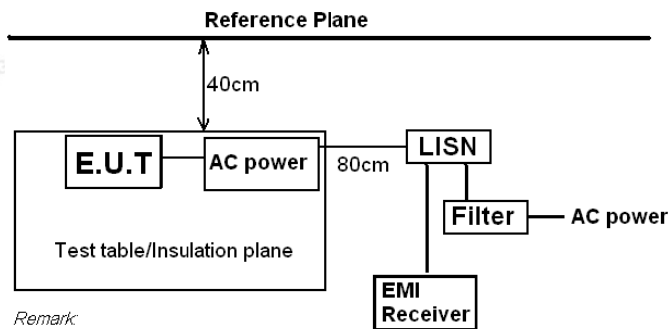 Reference Plane
40cm
E.U.T
AC power
80cm
LISN
Filter
AC power
Test table/Insulation plane
EMI
Receiver
Remark: